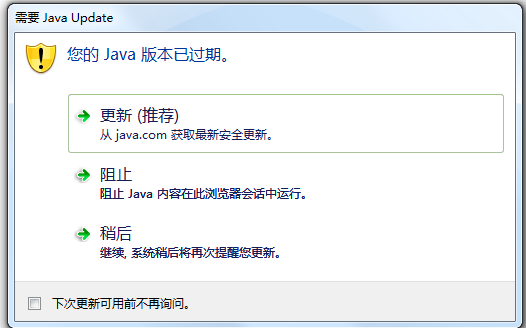 需要 Java Update
您的 Java 版本已过期。
更新 (推荐)
从 java.com 获取最新安全更新。
阻止
阻止 Java 内容在此浏览器会话中运行。
稍后
继续, 系统稍后将再次提醒您更新。
下次更新可用前不再询问。